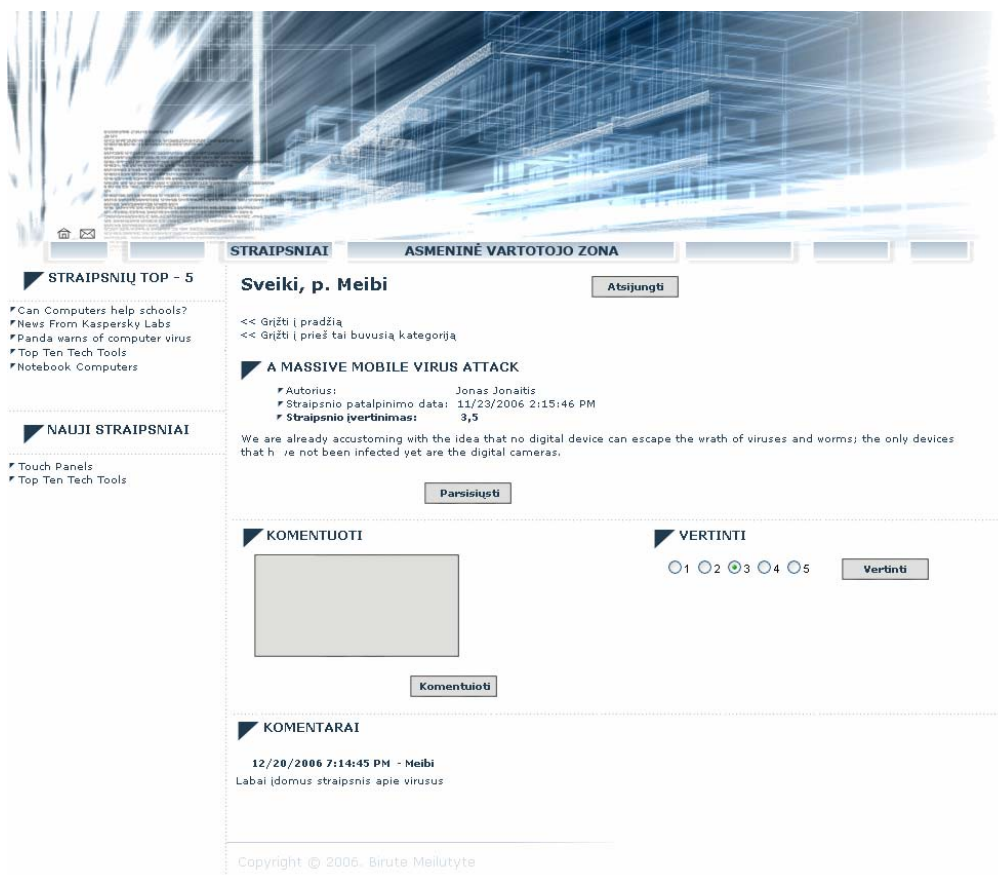 STRAIPSNIAI ASMENINĖ VARTOTOJO ZONA
STRAIPSNIŲ TOP - 5
Can Computers help schools?
News From Kaspersky Labs
Panda warns of computer virus
Top Ten Tech Tools
Notebook Computers
NAUJI STRAIPSNIAI
Touch Panels
Top Ten Tech Tools
Sveiki, p. Meibi Atsijungti
<< Grįžti į pradžią
<< Grįžti į prieš tai buvusią kategoriją
A MASSIVE MOBILE VIRUS ATTACK
Autorius: Jonas Jonaitis
Straipsnio patalpinimo data: 11/23/2006 2:15:46 PM
Straipsnio įvertinimas: 3,5
We are already accustoming with the idea that no digital device can escape the wrath of viruses and worms; the only devices
that have not been infected yet are the digital cameras.
Parsisiųsti
KOMENTUOTI
Komentuioti
VERTINTI
1 2 3 4 5 Vertinti
KOMENTARAI
12/20/2006 7:14:45 PM - Meibi
Labai įdomus straipsnis apie virusus
Copyright © 2006. Birute Meilutyte